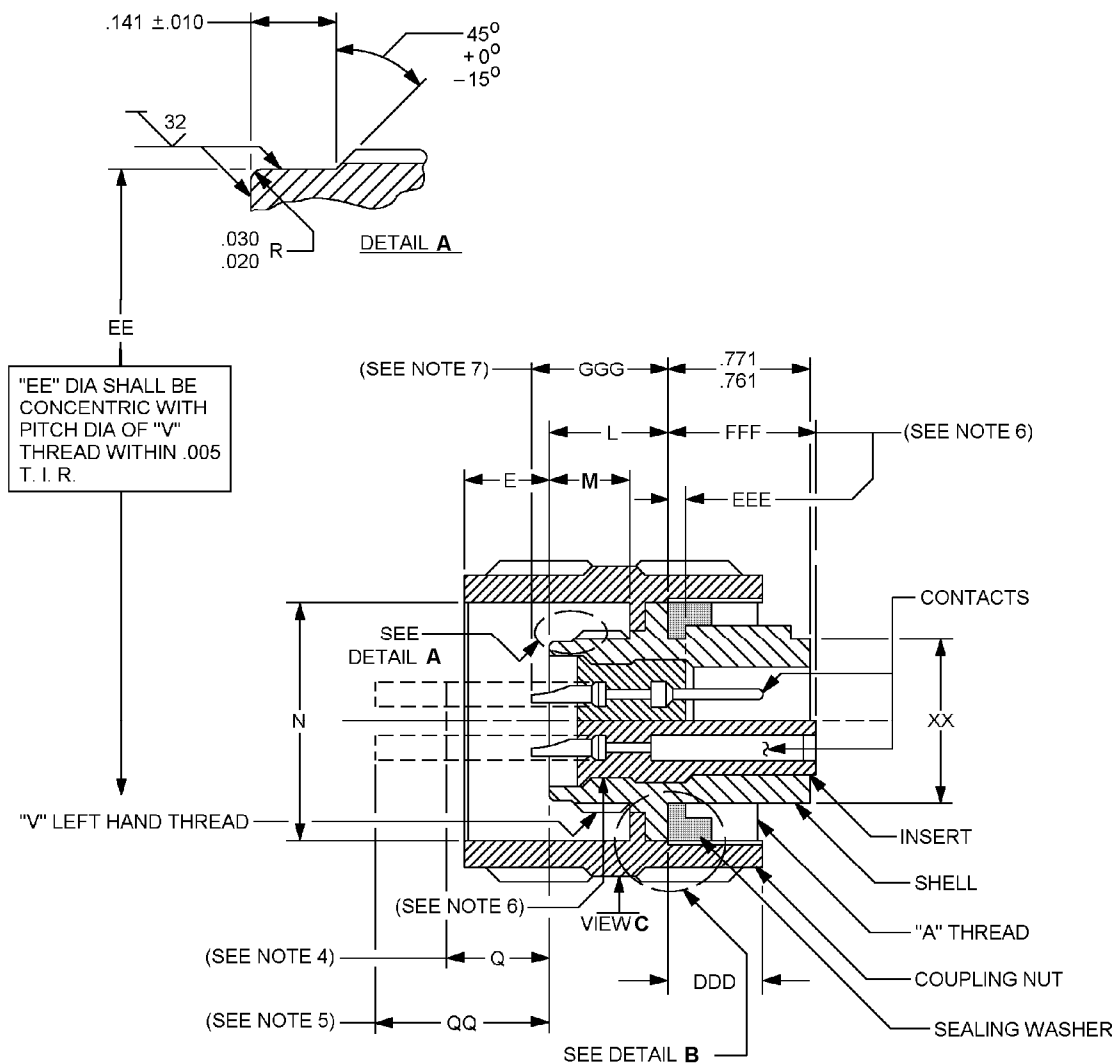 .141 ±.010
45°
+0°
–15°
32
.030
.020
R
DETAIL A
EE
"EE" DIA SHALL BE
CONCENTRIC WITH
PITCH DIA OF "V"
THREAD WITHIN .005
T. I. R.
(SEE NOTE 7)
GGG
.771
.761
L
FFF
(SEE NOTE 6)
E
M
EEE
CONTACTS
SEE
DETAIL A
N
XX
"V" LEFT HAND THREAD
INSERT
SHELL
(SEE NOTE 6)
VIEW C
"A" THREAD
(SEE NOTE 4)
Q
DDD
COUPLING NUT
(SEE NOTE 5)
QQ
SEALING WASHER
SEE DETAIL B